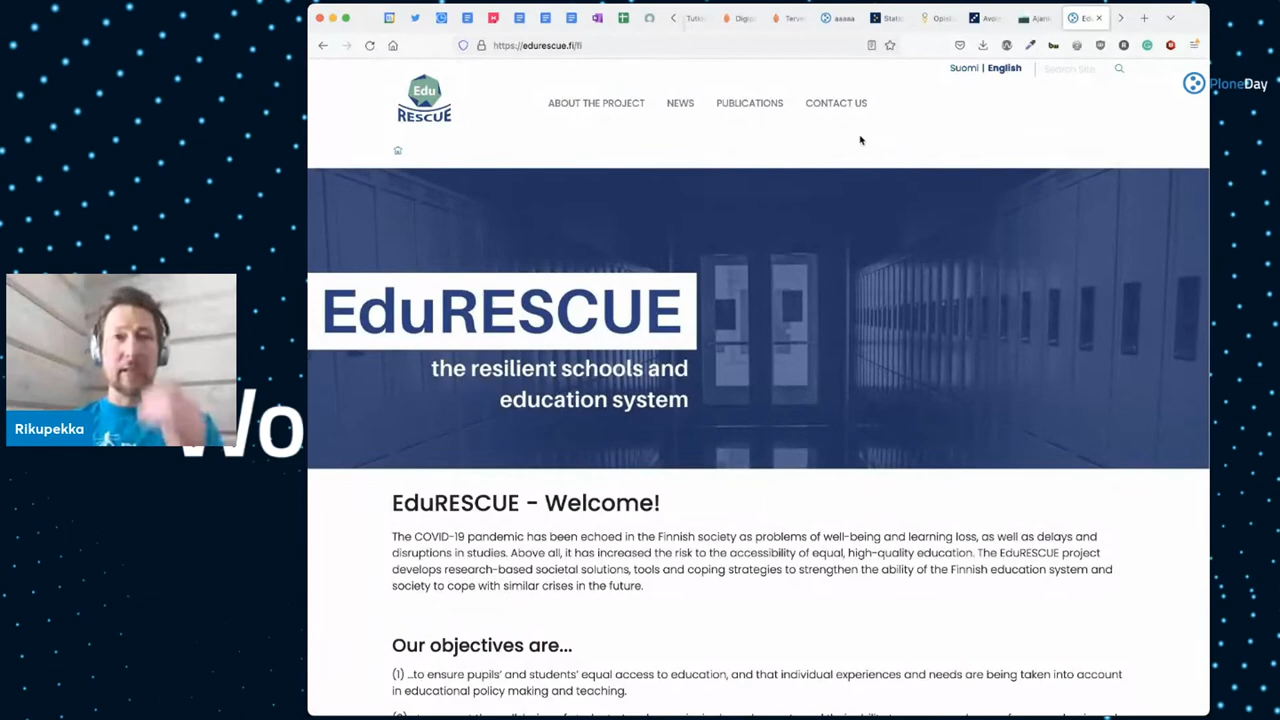 https://edurescue.fi/fi
Suomi | English
Search Site
Edu
RESCUE
ABOUT THE PROJECT
NEWS
PUBLICATIONS
CONTACT US
PloneDay
EduRESCUE
the resilient schools and
education system
Rikupekka
Wo
EduRESCUE - Welcome!
The COVID-19 pandemic has been echoed in the Finnish society as problems of well-being and learning loss, as well as delays and
disruptions in studies. Above all, it has increased the risk to the accessibility of equal, high-quality education. The EduRESCUE project
develops research-based societal solutions, tools and coping strategies to strengthen the ability of the Finnish education system and
society to cope with similar crises in the future.
Our objectives are...
(1) ...to ensure pupils' and students' equal access to education, and that individual experiences and needs are being taken into account
in educational policy making and teaching.